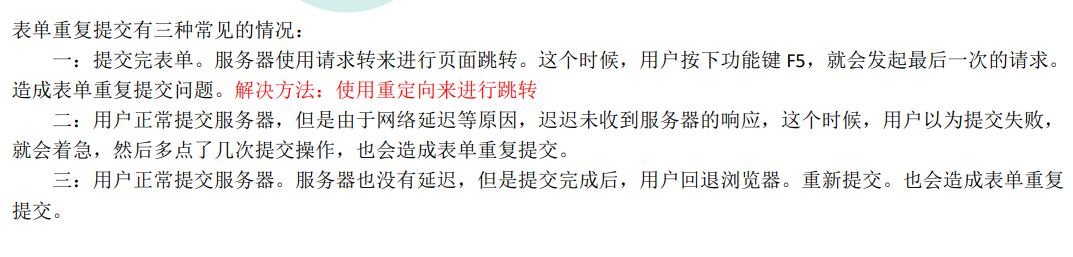 表单重复提交有三种常见的情况：
一：提交完表单。服务器使用请求转来进行页面跳转。这个时候，用户按下功能键 F5，就会发起最后一次的请求。
造成表单重复提交问题。解决方法：使用重定向来进行跳转
二：用户正常提交服务器，但是由于网络延迟等原因，迟迟未收到服务器的响应，这个时候，用户以为提交失败，
就会着急，然后多点了几次提交操作，也会造成表单重复提交。
三：用户正常提交服务器。服务器也没有延迟，但是提交完成后，用户回退浏览器。重新提交。也会造成表单重复
提交。